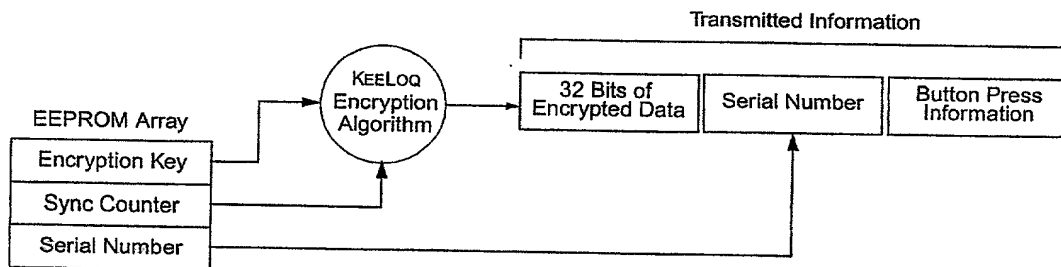 Transmitted Information
KEELOQ
Encryption
Algorithm
32 Bits of
Encrypted Data
Serial Number
Button Press
Information
EEPROM Array
Encryption Key
Sync Counter
Serial Number